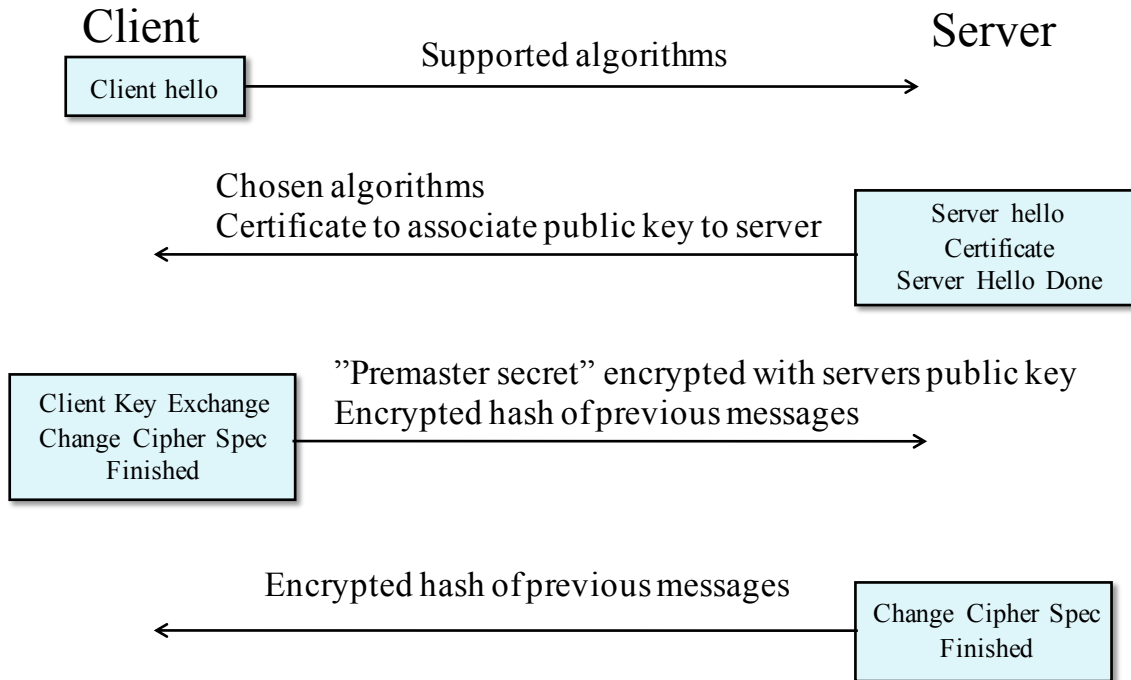 Client
Server
Supported algorithms
Client hello
Chosen algorithms
Certificate to associate public key to server
Server hello
Certificate
Server Hello Done
”Premaster secret” encrypted with servers public key
Encrypted hash of previous messages
Client Key Exchange
Change Cipher Spec
Finished
Encrypted hash of previous messages
Change Cipher Spec
Finished